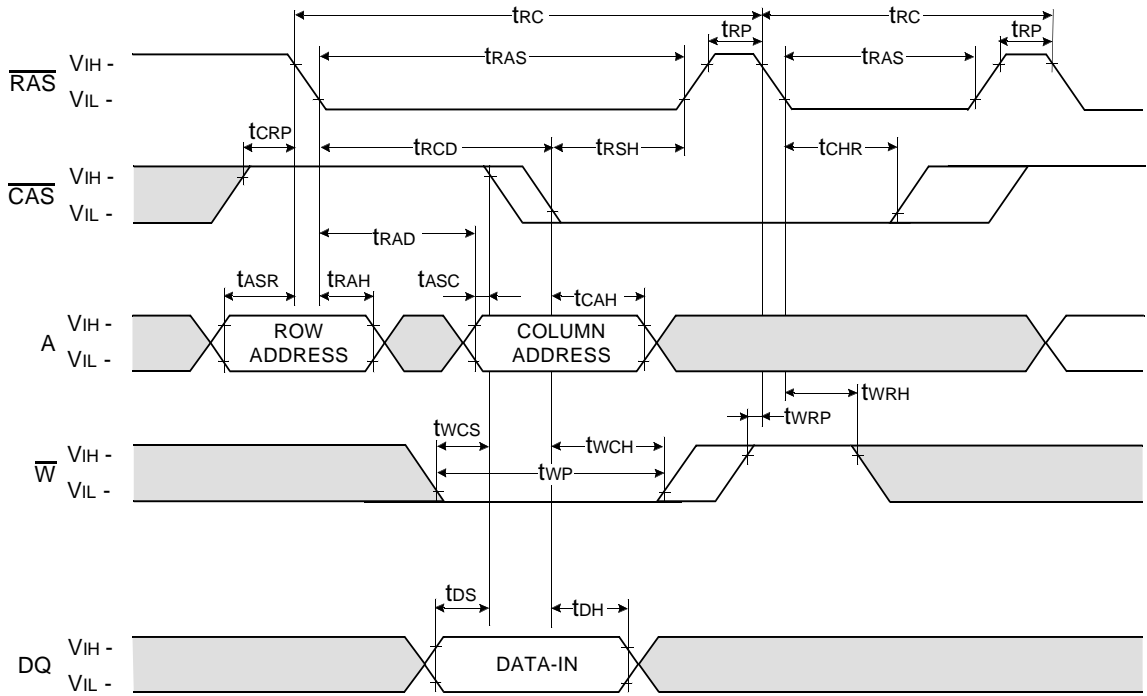 tRC tRC
tRP tRP
tRAS tRAS
RAS VIH -
VIL -
tCRP tRCD tRSH tCHR
CAS VIH -
VIL -
tRAD
tASR tRAH tASC tCAH
A VIH -
VIL -
ROW
ADDRESS
COLUMN
ADDRESS
tWRH
tWRP
tWCS tWCH
tWP
W VIH -
VIL -
tDS tDH
DQ VIH -
VIL -
DATA-IN